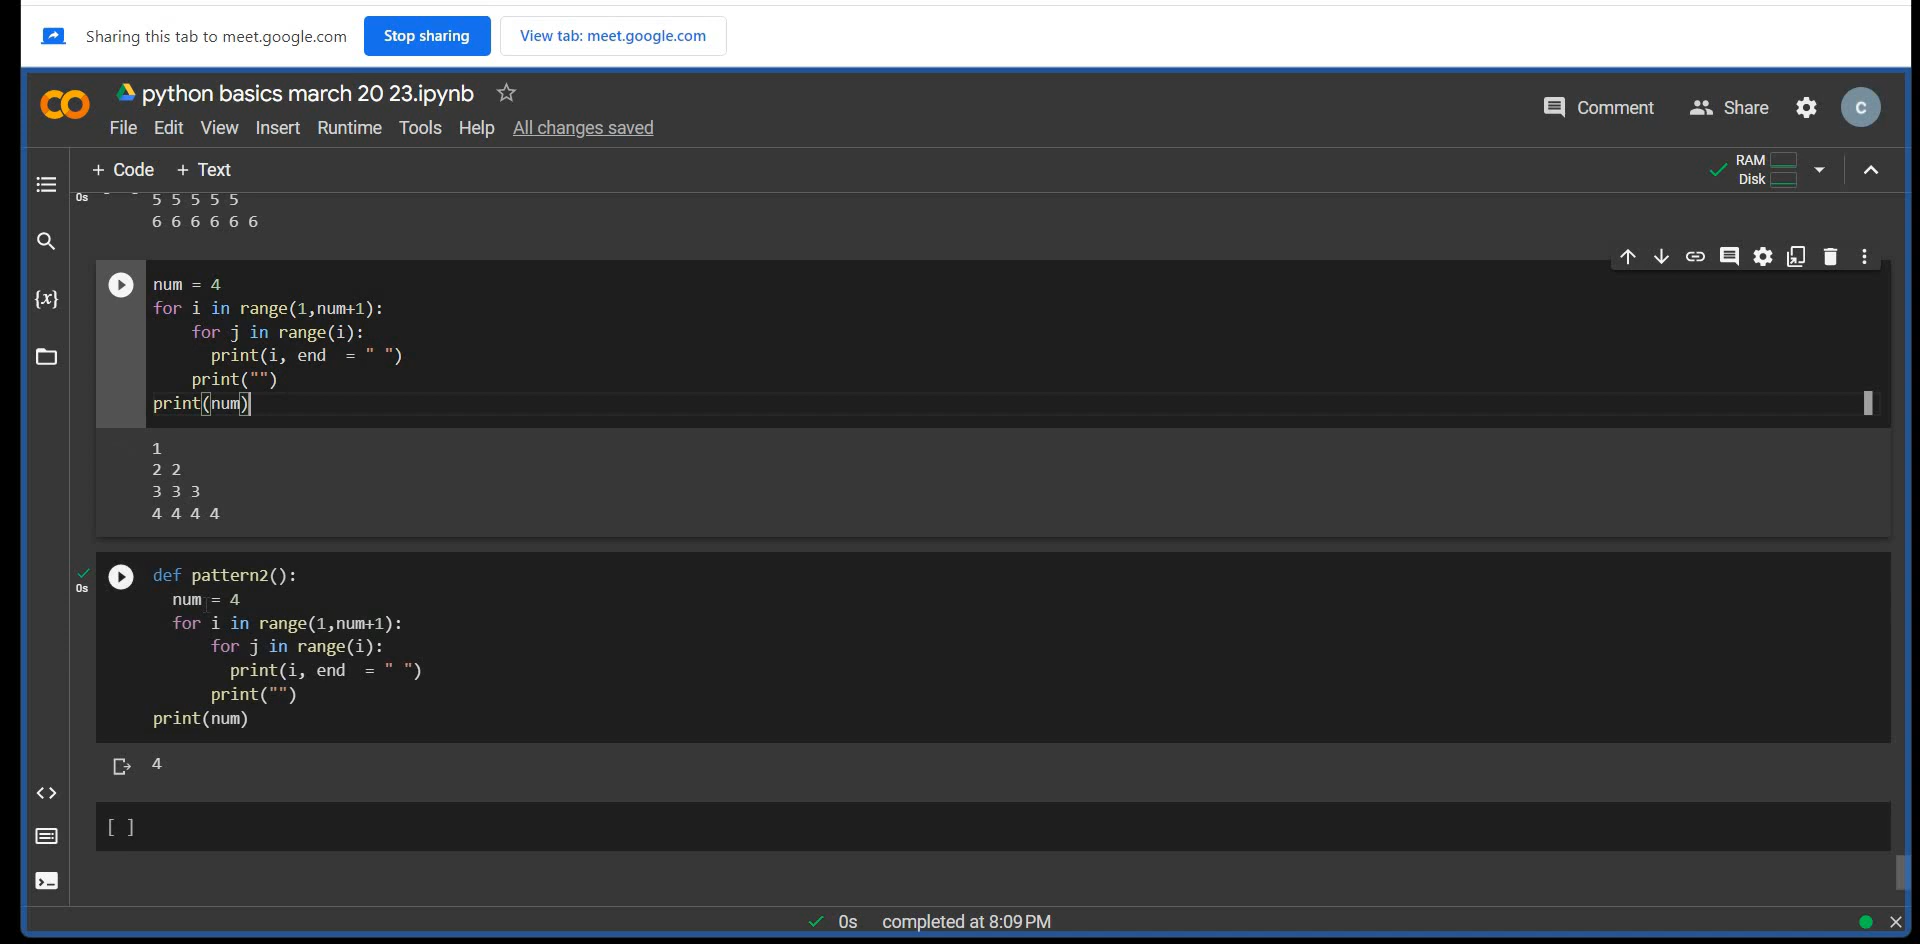 Sharing this tab to meet.google.com Stop sharing View tab: meet.google.com
python basics march 20 23.ipynb
Comment Share C
File Edit View Insert Runtime Tools Help All changes saved
+ Code + Text
RAM
Disk
0s
5 5 5 5 5
6 6 6 6 6 6
{x}
num = 4
for i in range(1,num+1):
    for j in range(i):
      print(i, end  = " ")
    print("")
print(num)
1
2 2
3 3 3
4 4 4 4
0s
def pattern2():
  num = 4
  for i in range(1,num+1):
      for j in range(i):
        print(i, end  = " ")
      print("")
print(num)
4
[ ]
0s completed at 8:09 PM